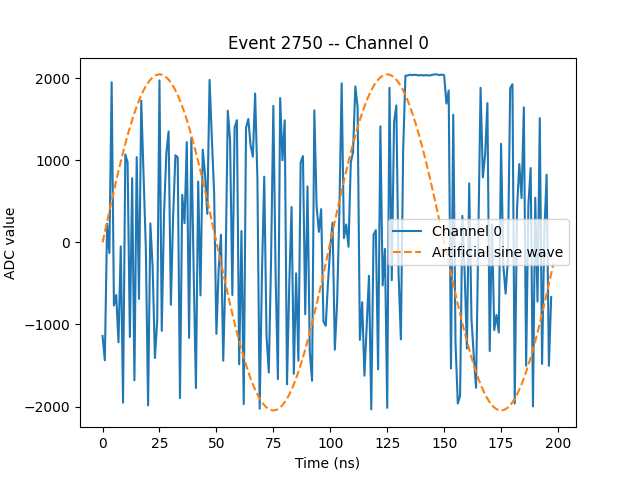 Event 2750 -- Channel 0
ADC value
2000
1000
0
−1000
−2000
Channel 0
Artificial sine wave
0 25 50 75 100 125 150 175 200
Time (ns)